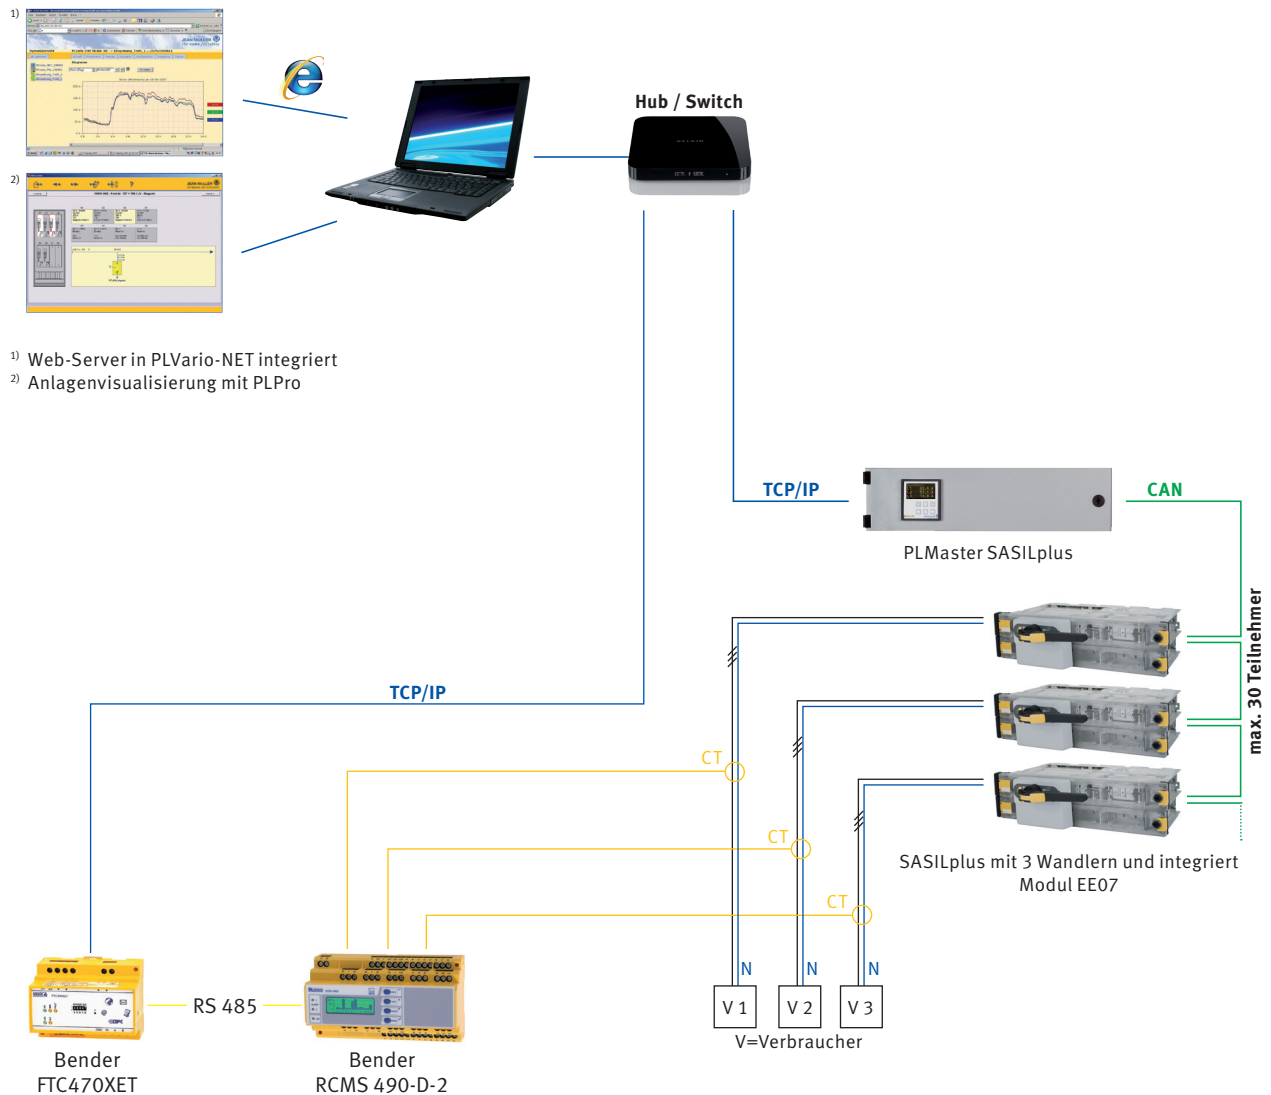 1)
2)
Hub / Switch
BELKIN
1) Web-Server in PLVario-NET integriert
2) Anlagenvisualisierung mit PLPro
TCP/IP
CAN
PLMaster SASILplus
max. 30 Teilnehmer
TCP/IP
CT
CT
CT
SASILplus mit 3 Wandlern und integriert
Modul EE07
N
N
N
V 1
V 2
V 3
V=Verbraucher
RS 485
Bender
FTC470XET
Bender
RCMS 490-D-2